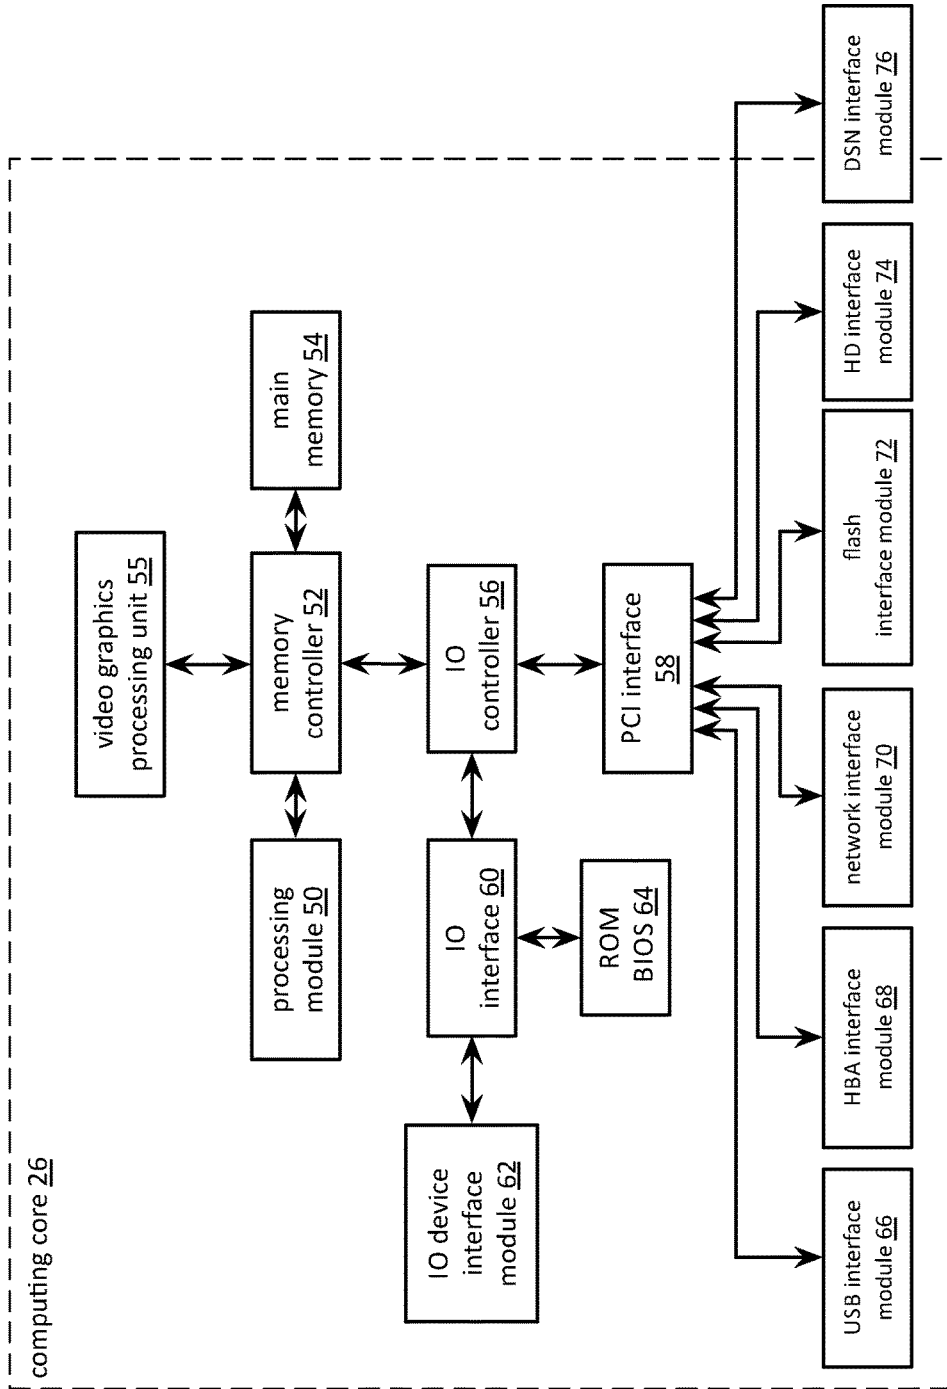 computing core 26
video graphics
processing unit 55
processing
module 50
memory
controller 52
main
memory 54
IO device
interface
module 62
IO
interface 60
IO
controller 56
ROM
BIOS 64
PCI interface
58
USB interface
module 66
HBA interface
module 68
network interface
module 70
flash
interface module 72
HD interface
module 74
DSN interface
module 76